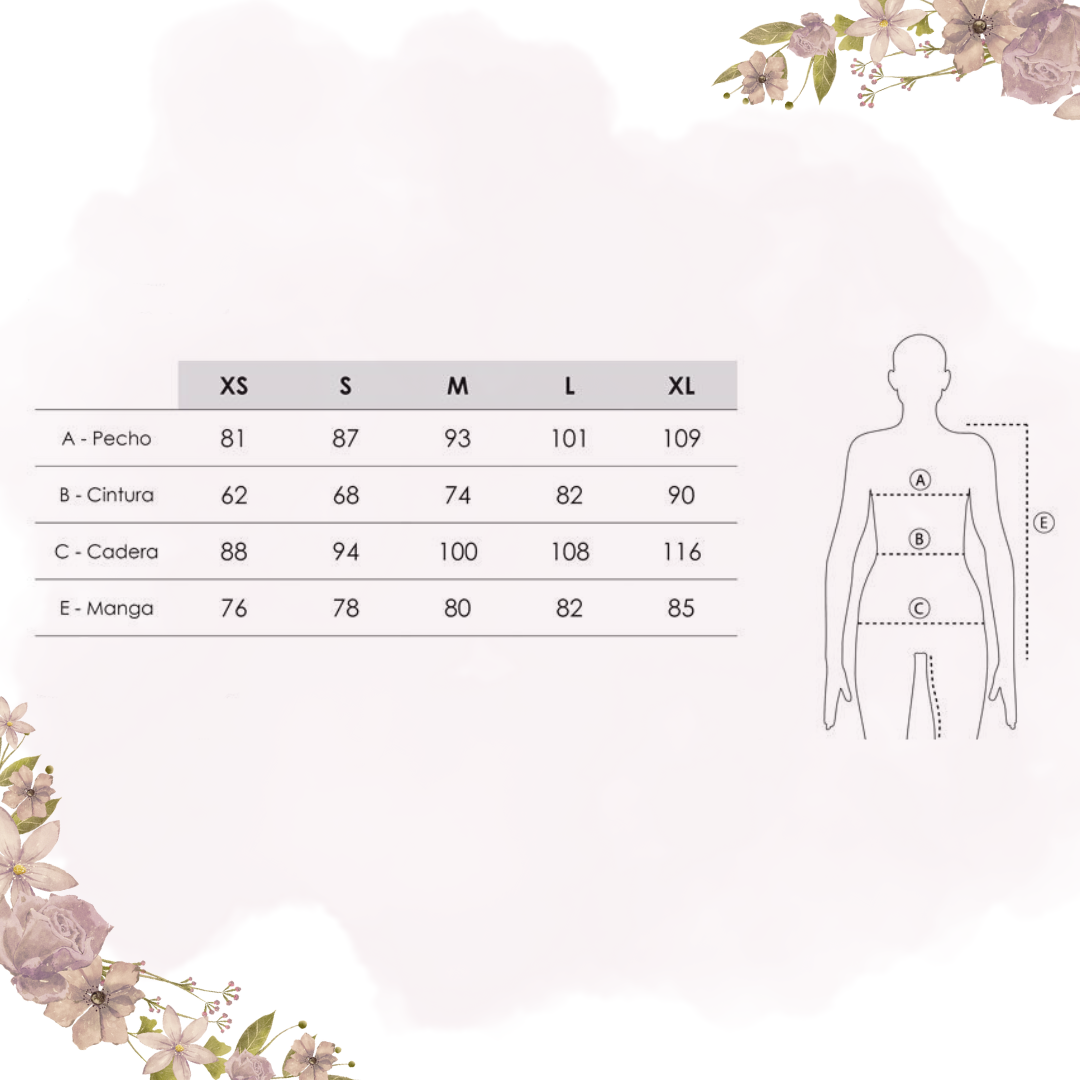 XS S M L XL
A - Pecho 81 87 93 101 109
B - Cintura 62 68 74 82 90
C - Cadera 88 94 100 108 116
E - Manga 76 78 80 82 85
A
E
B
C